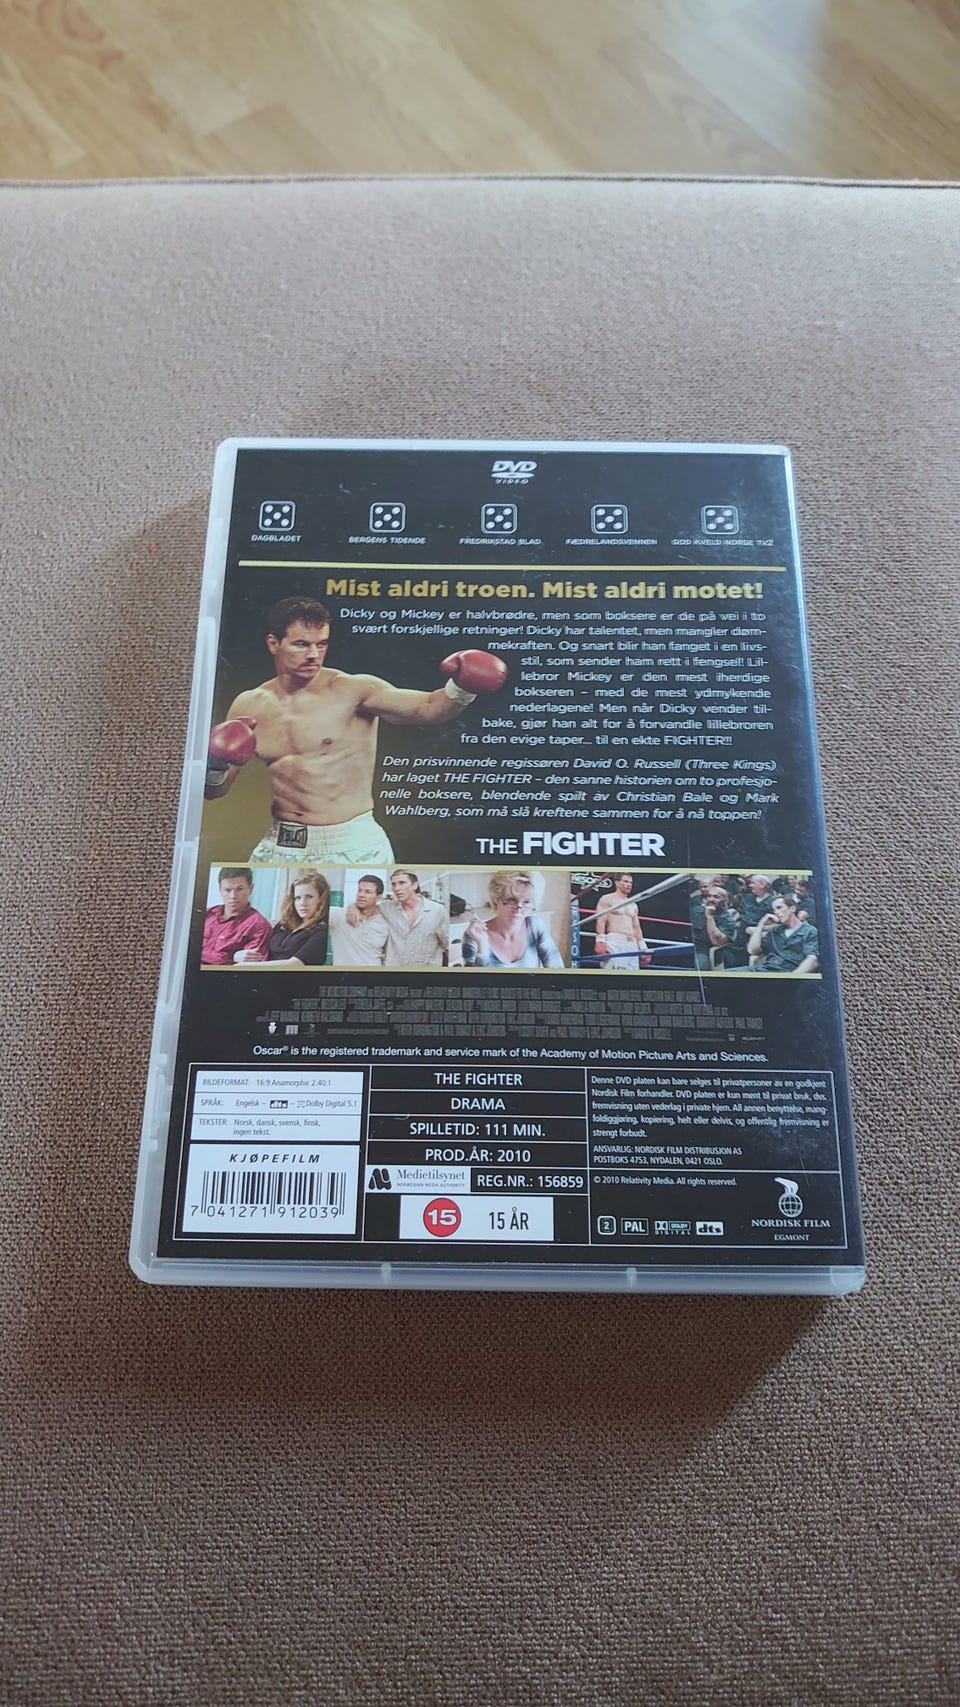 DVD
VIDEO
DAGBLADET
BERGENS TIDENDE
FREDRIKSTAD BLAD
FÆDRELANDSVENNEN
GOD KVELD NORGE TV2
Mist aldri troen. Mist aldri motet!
Dicky og Mickey er halvbrødre, men som boksere er de på vei i to
svært forskjellige retninger! Dicky har talentet, men mangler døm-
mekraften. Og snart blir han fanget i en livs-
stil, som sender ham rett i fengsel! Lil-
lebror Mickey er den mest iherdige
bokseren – med de mest ydmykende
nederlagene! Men når Dicky vender til-
bake, gjør han alt for å forvandle lillebroren
fra den evige taper... til en ekte FIGHTER!!!
Den prisvinnende regissøren David O. Russell (Three Kings)
har laget THE FIGHTER – den sanne historien om to profesjo-
nelle boksere, blendende spilt av Christian Bale og Mark
Wahlberg, som må slå kreftene sammen for å nå toppen!
THE FIGHTER
Oscar® is the registered trademark and service mark of the Academy of Motion Picture Arts and Sciences.
BILDEFORMAT: 16:9 Anamorphic 2.40:1
SPRÅK: Engelsk – dts – Dolby Digital 5.1
TEKSTER: Norsk, dansk, svensk, finsk,
ingen tekst.
KJØPEFILM
7 041271 912039
THE FIGHTER
DRAMA
SPILLETID: 111 MIN.
PROD.ÅR: 2010
Medietilsynet
NORWEGIAN MEDIA AUTHORITY
REG.NR.: 156859
15 15 ÅR
Denne DVD platen kan bare selges til privatpersoner av en godkjent
Nordisk Film forhandler. DVD platen er kun ment til privat bruk, dvs.
fremvisning uten vederlag i private hjem. All annen benyttelse, mang-
foldiggjøring, kopiering, helt eller delvis, og offentlig fremvisning er
strengt forbudt.
ANSVARLIG: NORDISK FILM DISTRIBUSJON AS
POSTBOKS 4753, NYDALEN, 0421 OSLO.
© 2010 Relativity Media. All rights reserved.
2 PAL DOLBY DIGITAL dts
NORDISK FILM
EGMONT